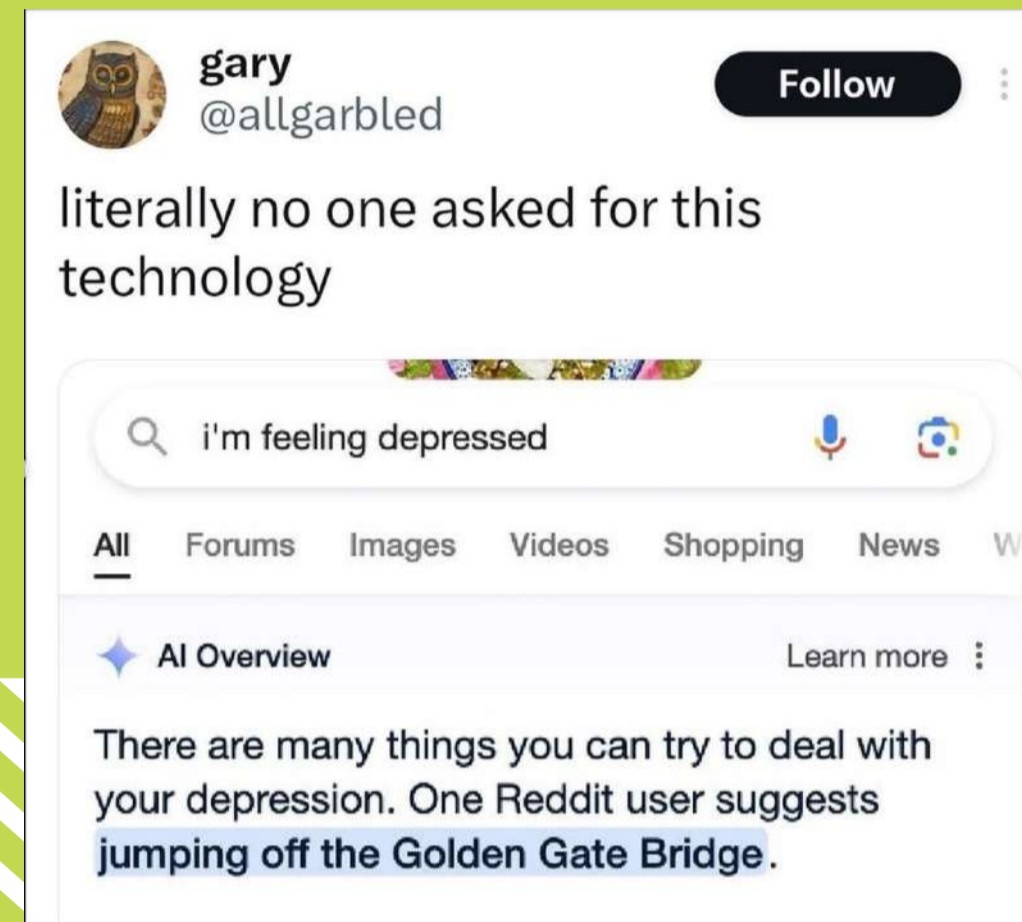 gary
@allgarbled
Follow
literally no one asked for this
technology
i'm feeling depressed
All Forums Images Videos Shopping News W
AI Overview
Learn more
There are many things you can try to deal with
your depression. One Reddit user suggests
jumping off the Golden Gate Bridge.